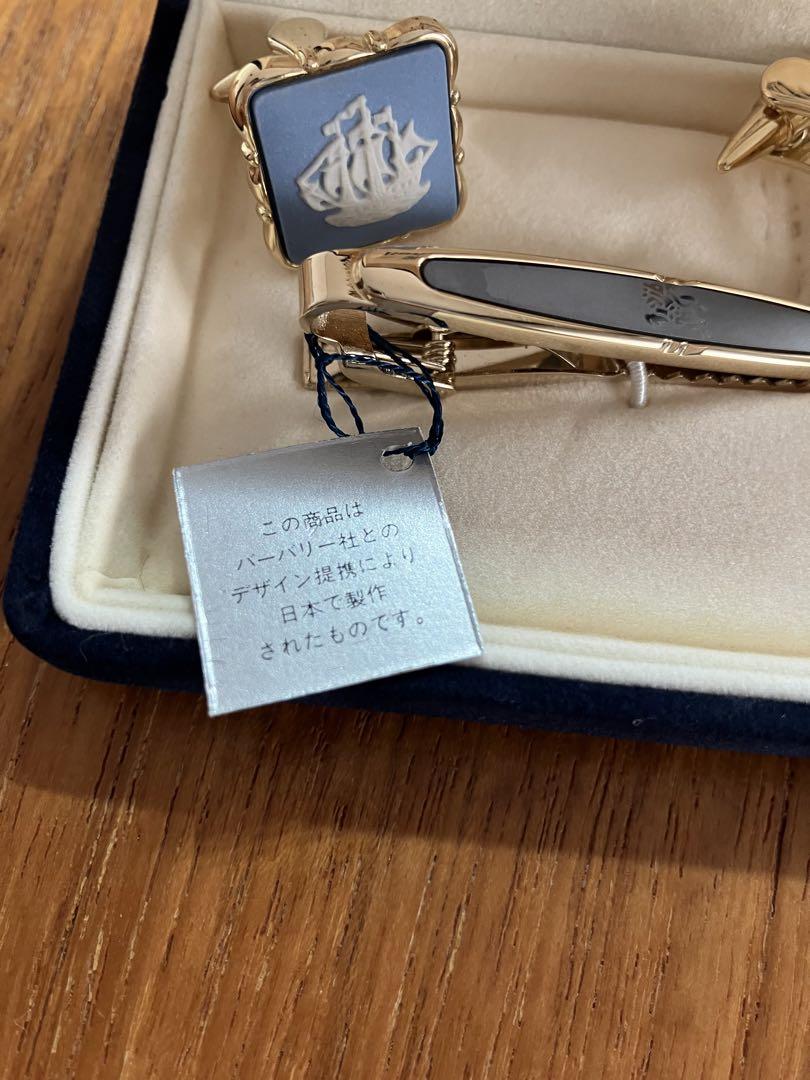 この商品は
バーバリー社との
デザイン提携により
日本で製作
されたものです。